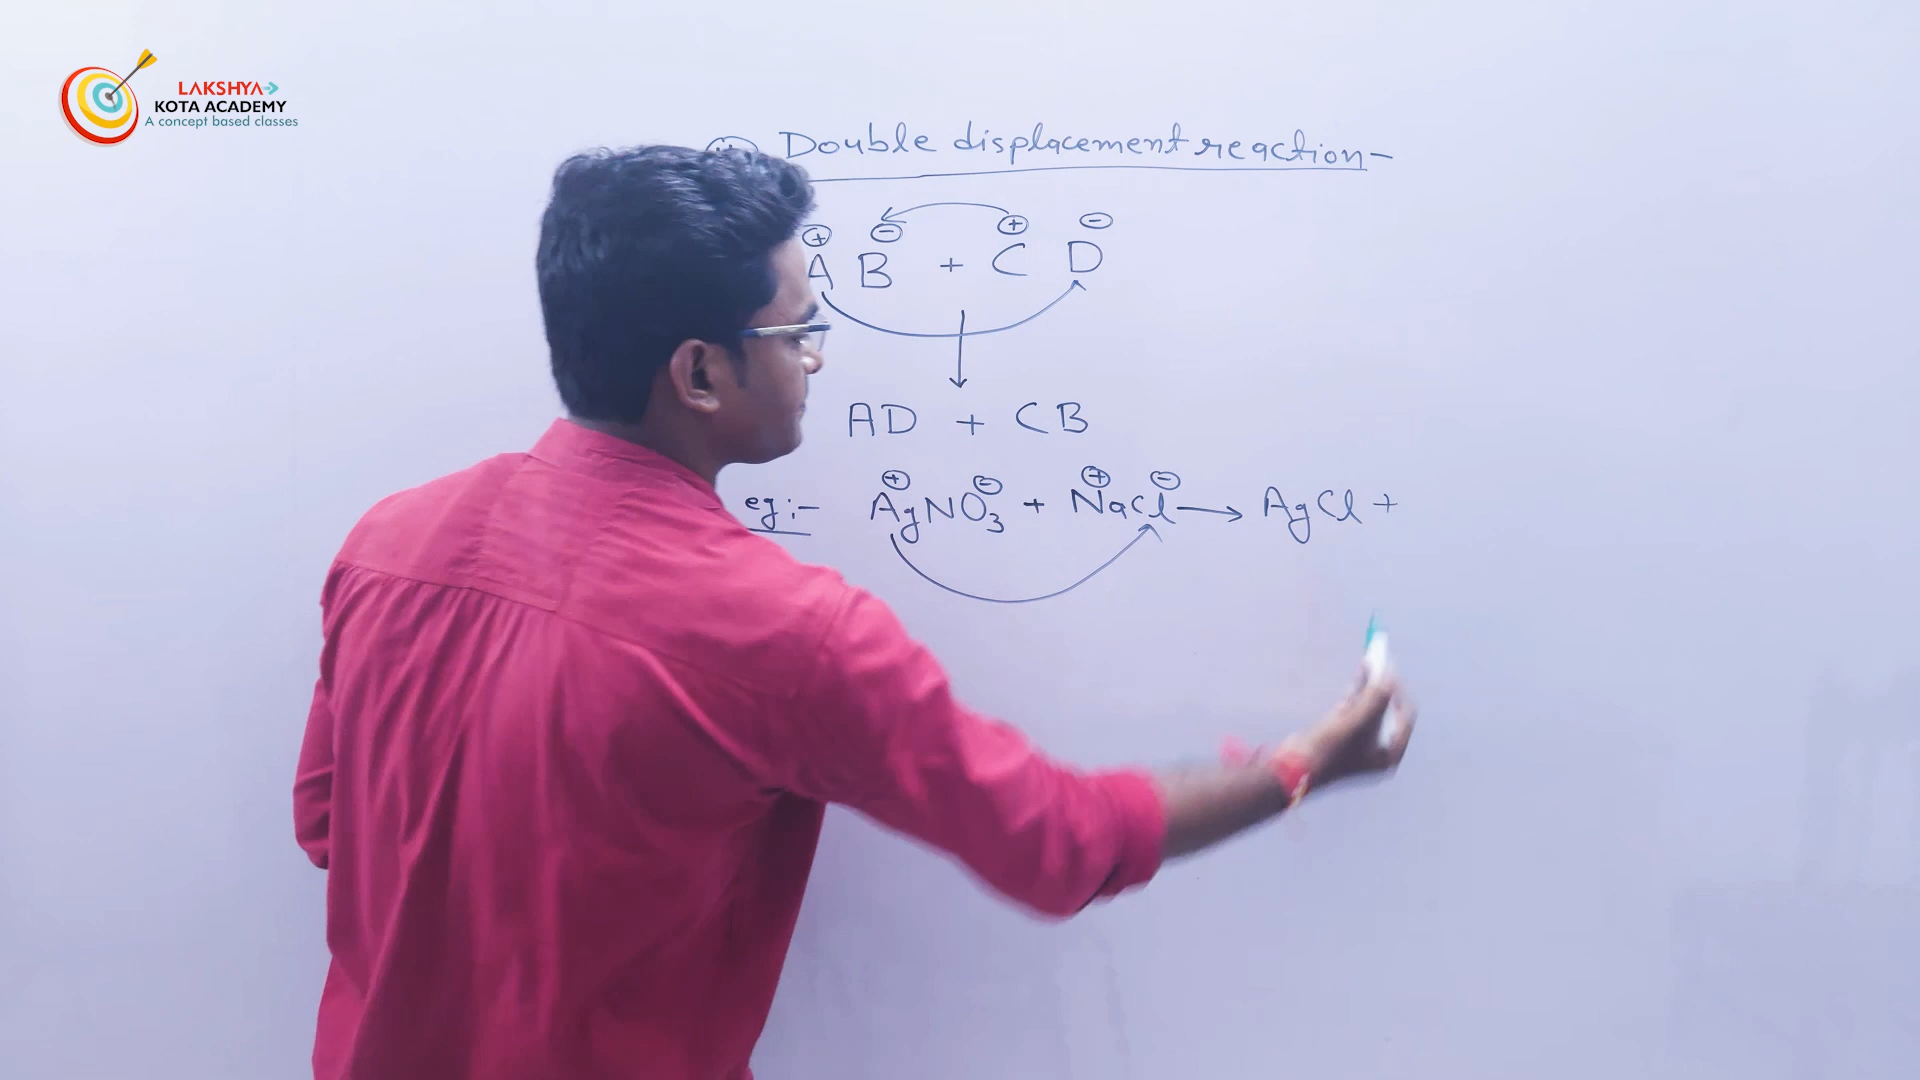 LAKSHYA
KOTA ACADEMY
A concept based classes
Double displacement reaction-
⊕ ⊖ ⊕ ⊖
A B + C D
AD + CB
⊕ ⊖ ⊕ ⊖
eg:- AgNO₃ + NaCl → AgCl +